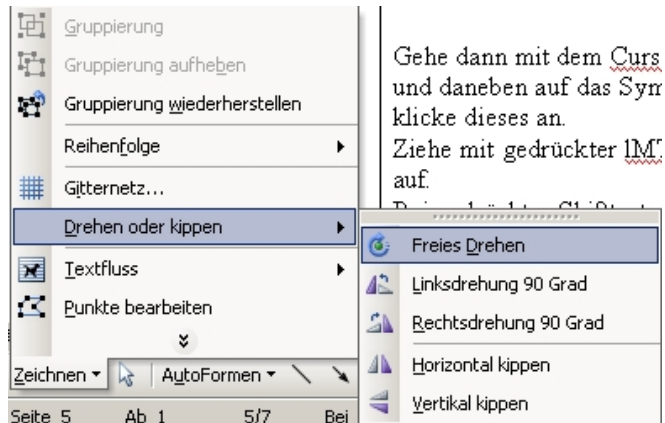 Gruppierung
Gruppierung aufheben
Gruppierung wiederherstellen
Reihenfolge
Gitternetz...
Drehen oder kippen
Textfluss
Punkte bearbeiten
Zeichnen
AutoFormen
Seite 5 Ab 1 5/7 Bei
Gehe dann mit dem Curs
und daneben auf das Sym
klicke dieses an.
Ziehe mit gedrückter lMT
auf.
Freies Drehen
Linksdrehung 90 Grad
Rechtsdrehung 90 Grad
Horizontal kippen
Vertikal kippen